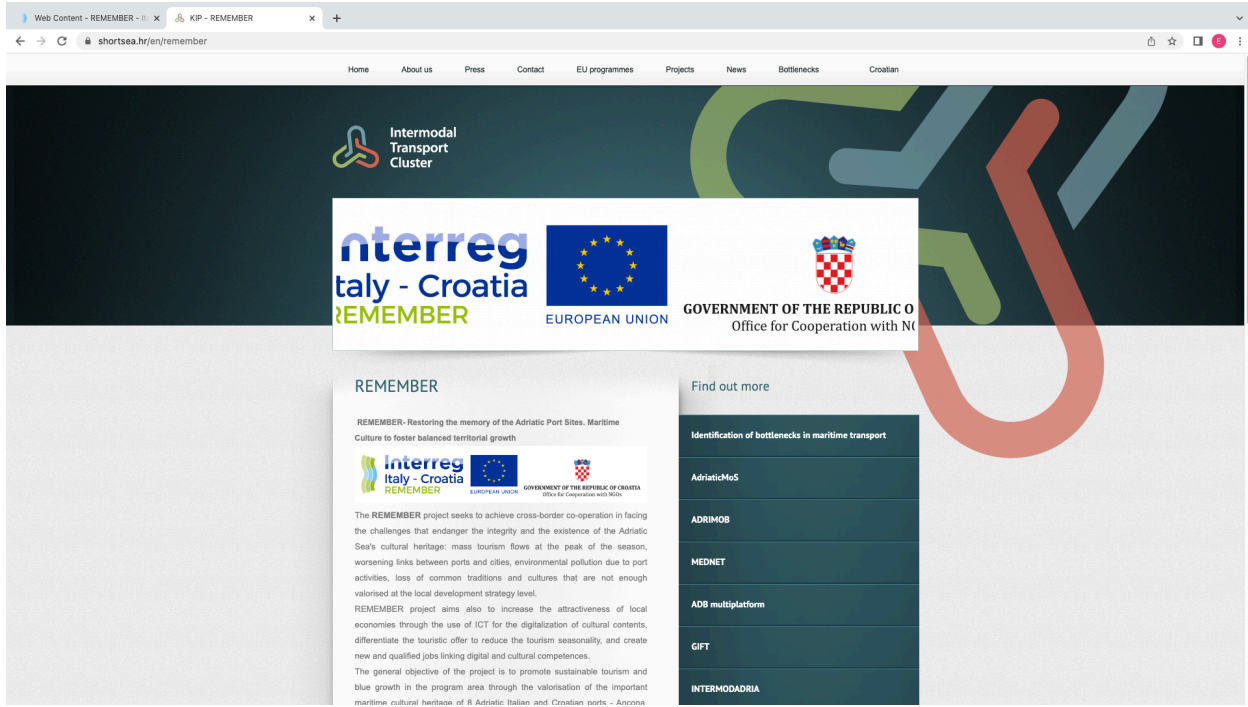 Web Content - REMEMBER - It
KIP - REMEMBER
shortsea.hr/en/remember
E
Home About us Press Contact EU programmes Projects News Bottlenecks Croatian
Intermodal
Transport
Cluster
nterreg
taly - Croatia
REMEMBER
EUROPEAN UNION
GOVERNMENT OF THE REPUBLIC O
Office for Cooperation with NG
REMEMBER
REMEMBER- Restoring the memory of the Adriatic Port Sites. Maritime
Culture to foster balanced territorial growth
Interreg
Italy - Croatia
REMEMBER
EUROPEAN UNION
GOVERNMENT OF THE REPUBLIC OF CROATIA
Office for Cooperation with NGOs
The REMEMBER project seeks to achieve cross-border co-operation in facing
the challenges that endanger the integrity and the existence of the Adriatic
Sea's cultural heritage: mass tourism flows at the peak of the season,
worsening links between ports and cities, environmental pollution due to port
activities, loss of common traditions and cultures that are not enough
valorised at the local development strategy level.
REMEMBER project aims also to increase the attractiveness of local
economies through the use of ICT for the digitalization of cultural contents,
differentiate the touristic offer to reduce the tourism seasonality, and create
new and qualified jobs linking digital and cultural competences.
The general objective of the project is to promote sustainable tourism and
blue growth in the program area through the valorisation of the important
maritime cultural heritage of 8 Adriatic Italian and Croatian ports - Ancona,
Find out more
Identification of bottlenecks in maritime transport
AdriaticMoS
ADRIMOB
MEDNET
ADB multiplatform
GIFT
INTERMODADRIA